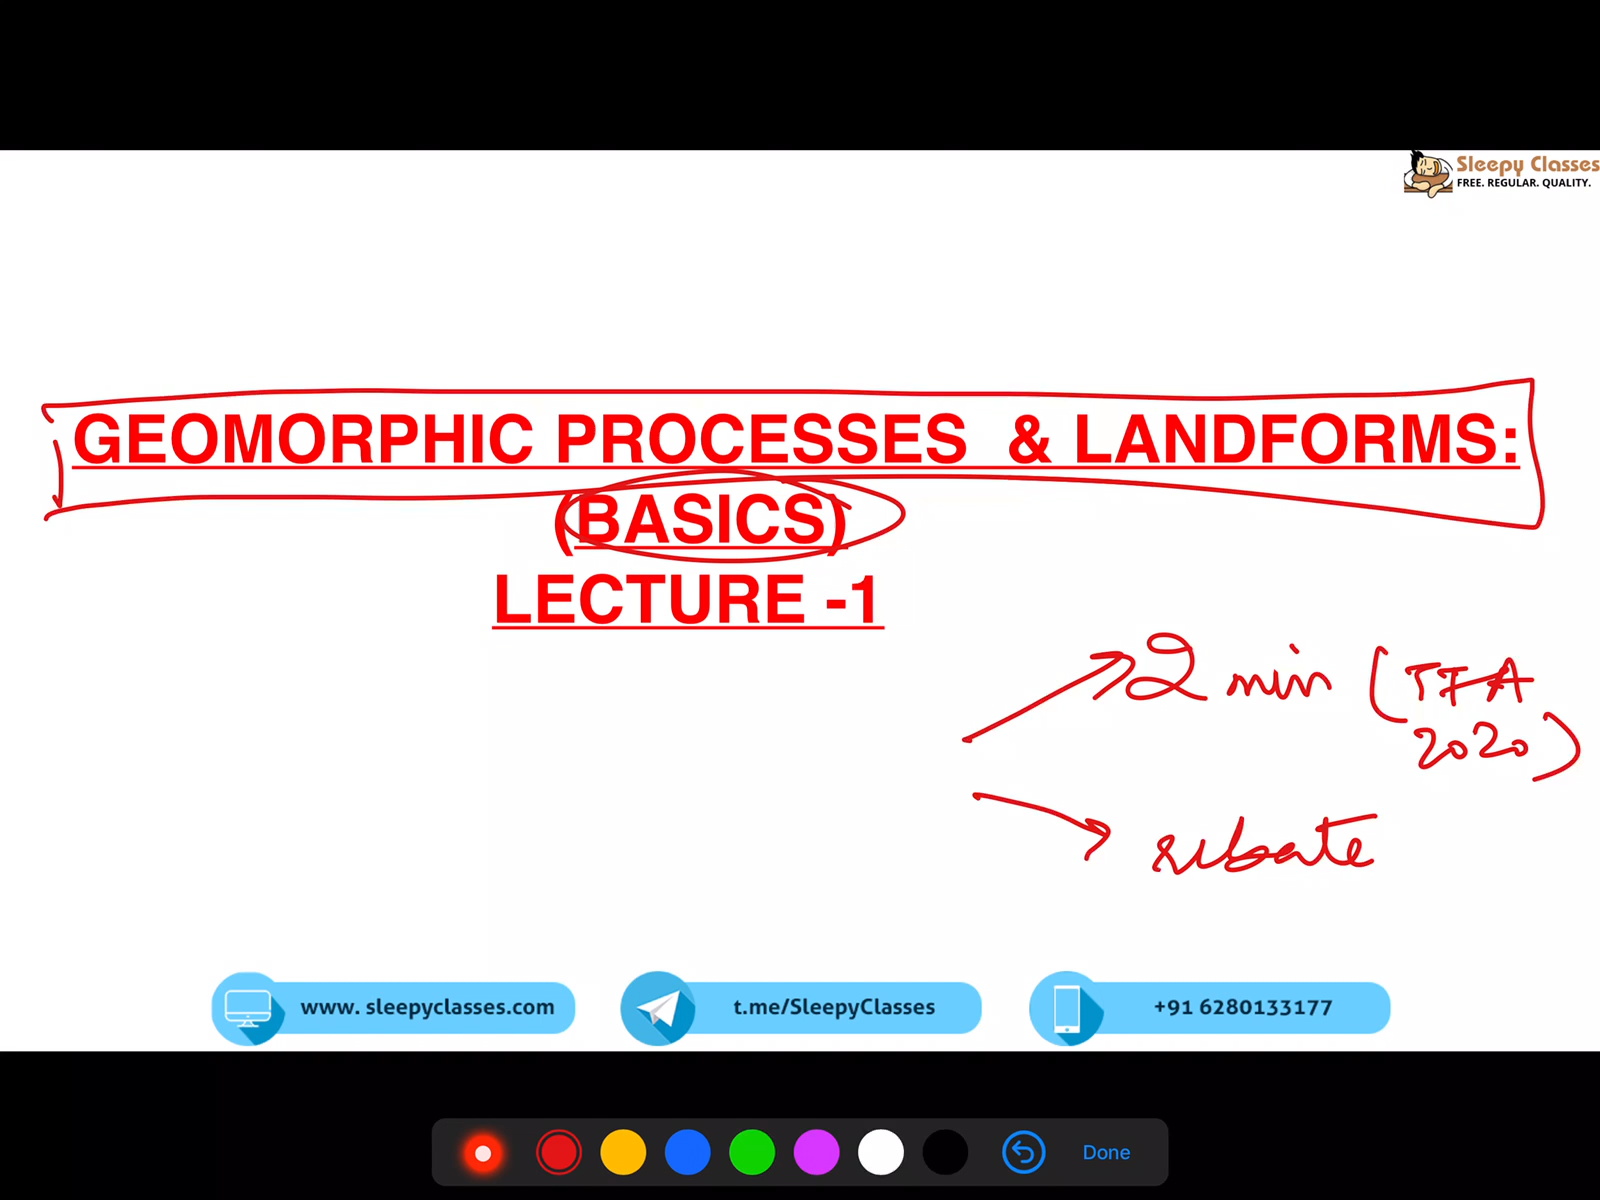 Sleepy Classes
FREE. REGULAR. QUALITY.
GEOMORPHIC PROCESSES & LANDFORMS:
(BASICS)
LECTURE -1
2 min (TFA
2020)
rebate
www. sleepyclasses.com
t.me/SleepyClasses
+91 6280133177
Done